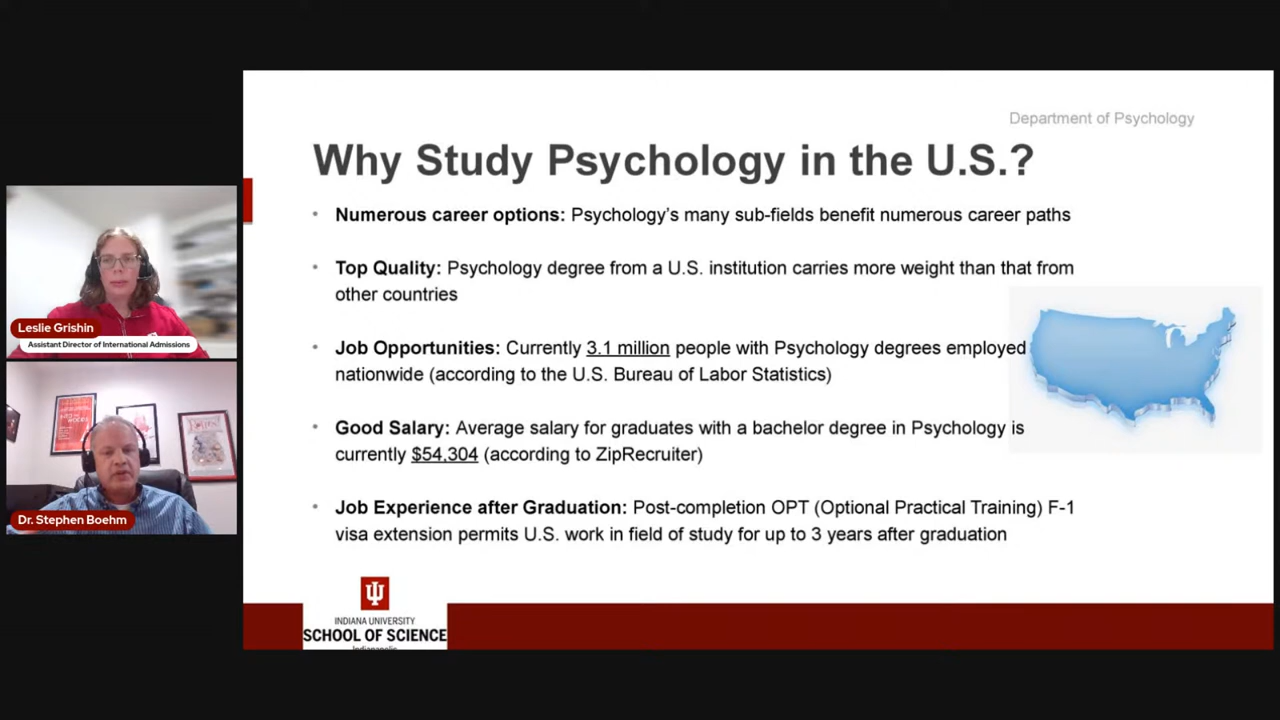 Department of Psychology
Why Study Psychology in the U.S.?
• Numerous career options: Psychology's many sub-fields benefit numerous career paths
• Top Quality: Psychology degree from a U.S. institution carries more weight than that from
other countries
• Job Opportunities: Currently 3.1 million people with Psychology degrees employed
nationwide (according to the U.S. Bureau of Labor Statistics)
• Good Salary: Average salary for graduates with a bachelor degree in Psychology is
currently $54,304 (according to ZipRecruiter)
• Job Experience after Graduation: Post-completion OPT (Optional Practical Training) F-1
visa extension permits U.S. work in field of study for up to 3 years after graduation
INDIANA UNIVERSITY
SCHOOL OF SCIENCE
Indianapolis
Leslie Grishin
Assistant Director of International Admissions
Dr. Stephen Boehm